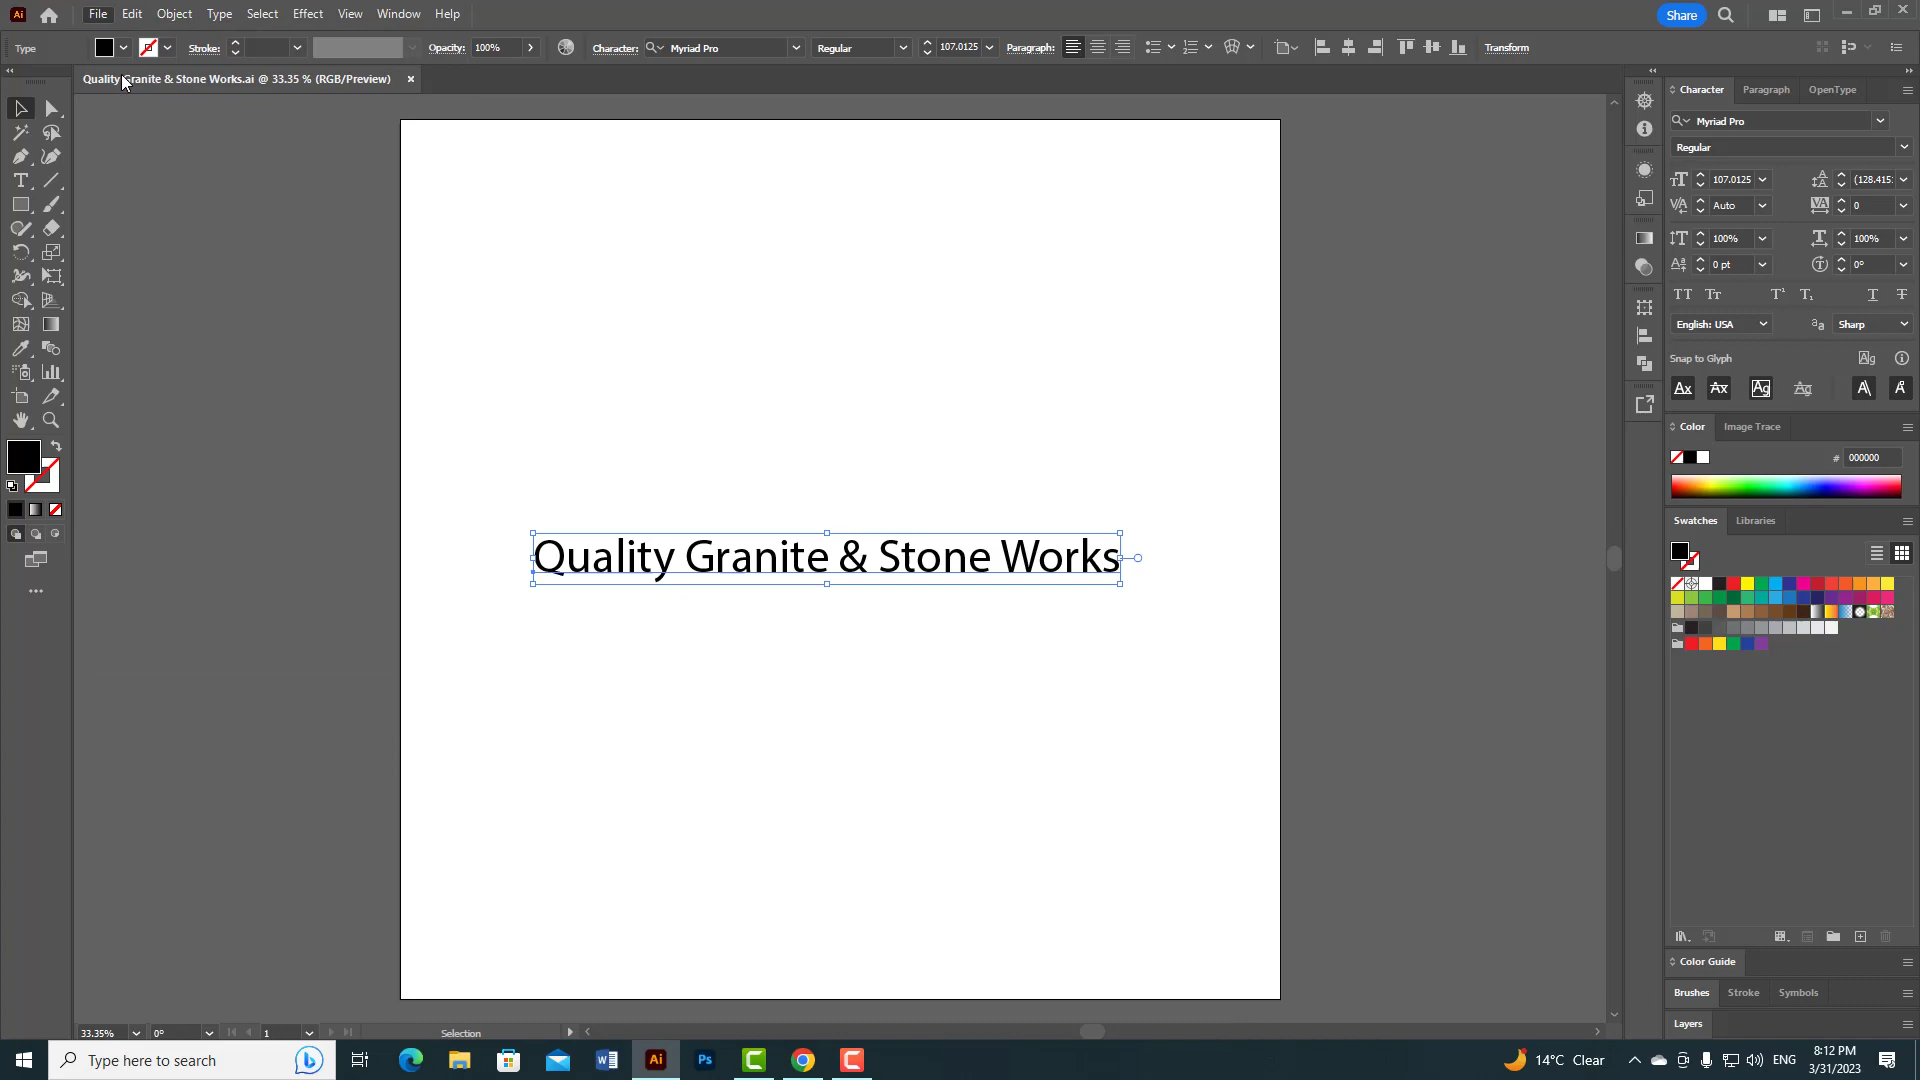 Ai File Edit Object Type Select Effect View Window Help Share
Type Stroke: Opacity: 100% Character: Myriad Pro Regular 107.0125 Paragraph: Transform
Quality Granite & Stone Works.ai @ 33.35 % (RGB/Preview) ×
Character Paragraph OpenType
Myriad Pro
Regular
107.0125 (128.415
Auto 0
100% 100%
0 pt 0°
English: USA Sharp
Snap to Glyph
Color Image Trace
# 000000
Swatches Libraries
Quality Granite & Stone Works
Color Guide
Brushes Stroke Symbols
Layers
33.35% 0° 1 Selection
Type here to search
Ai Ps
14°C Clear
ENG
8:12 PM
3/31/2023